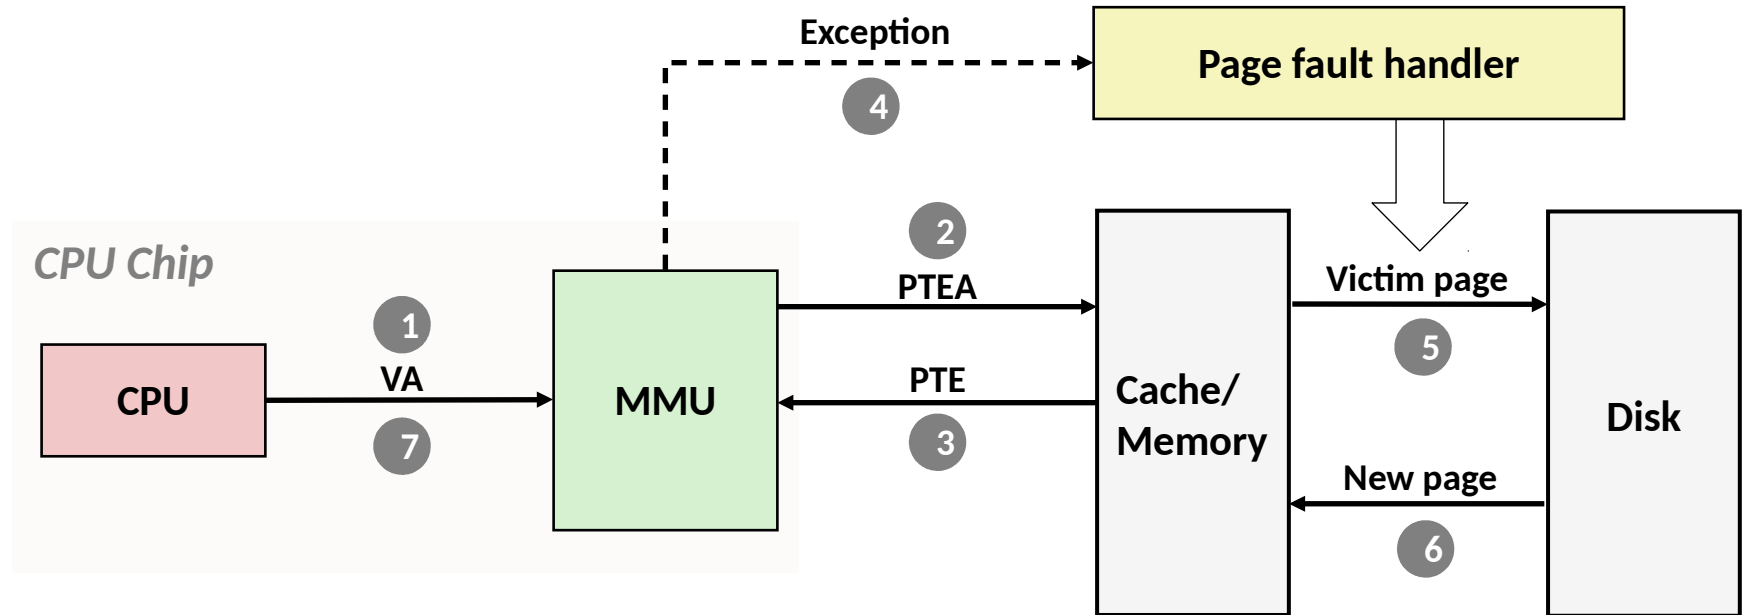 Exception
Page fault handler
4
2
CPU Chip
PTEA
Victim page
1
5
VA
PTE
CPU
MMU
Cache/
Memory
Disk
7
3
New page
6